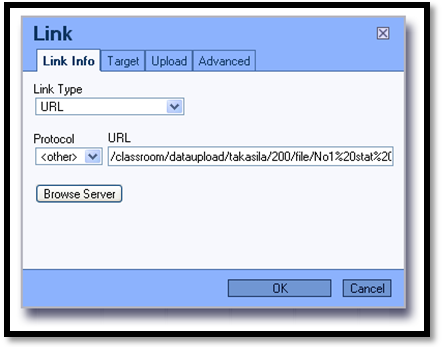 Link
Link Info Target Upload Advanced
Link Type
URL
Protocol URL
<other> /classroom/dataupload/takasila/200/file/No1%20stat%20
Browse Server
OK Cancel